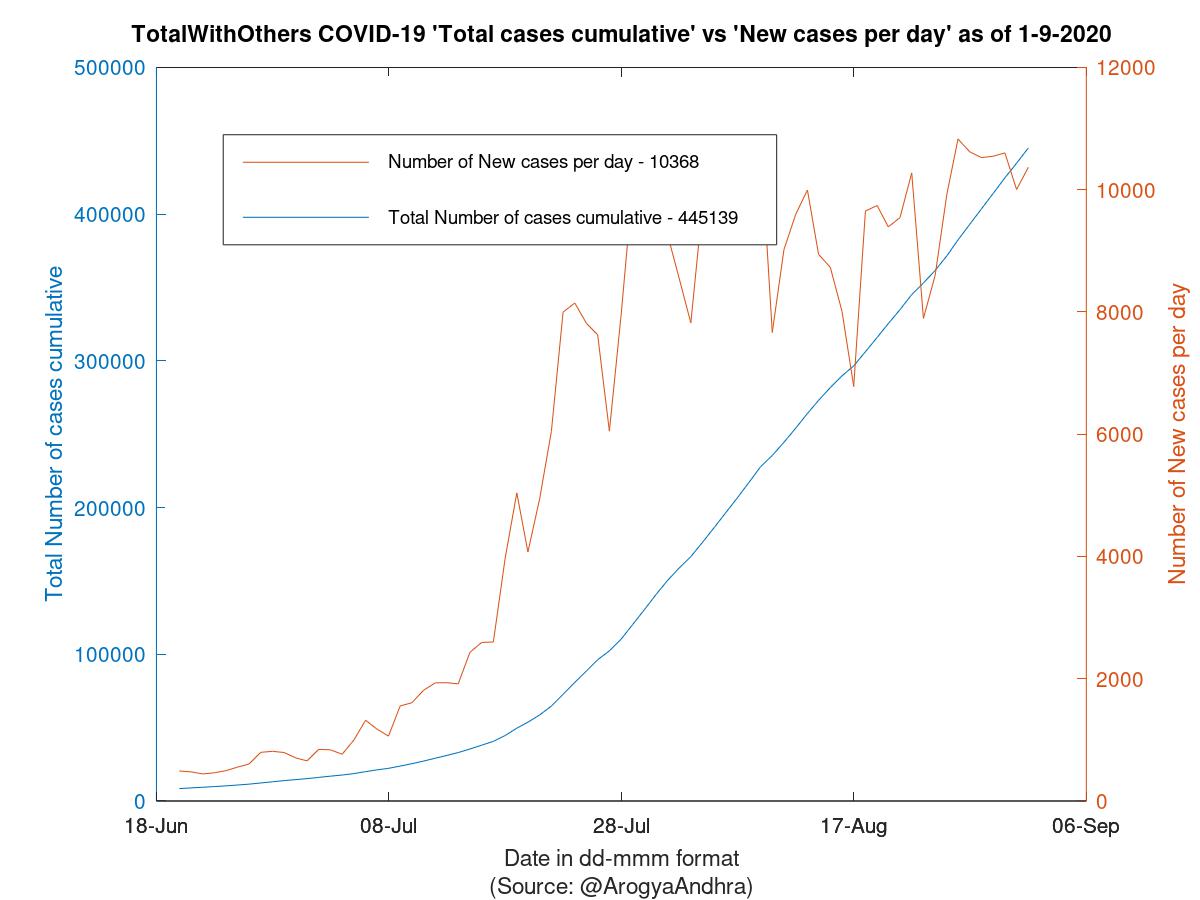 TotalWithOthers COVID-19 'Total cases cumulative' vs 'New cases per day' as of 1-9-2020
500000
400000
300000
200000
100000
0
Total Number of cases cumulative
Number of New cases per day - 10368
Total Number of cases cumulative - 445139
12000
10000
8000
6000
4000
2000
0
Number of New cases per day
18-Jun 08-Jul 28-Jul 17-Aug 06-Sep
Date in dd-mmm format
(Source: @ArogyaAndhra)